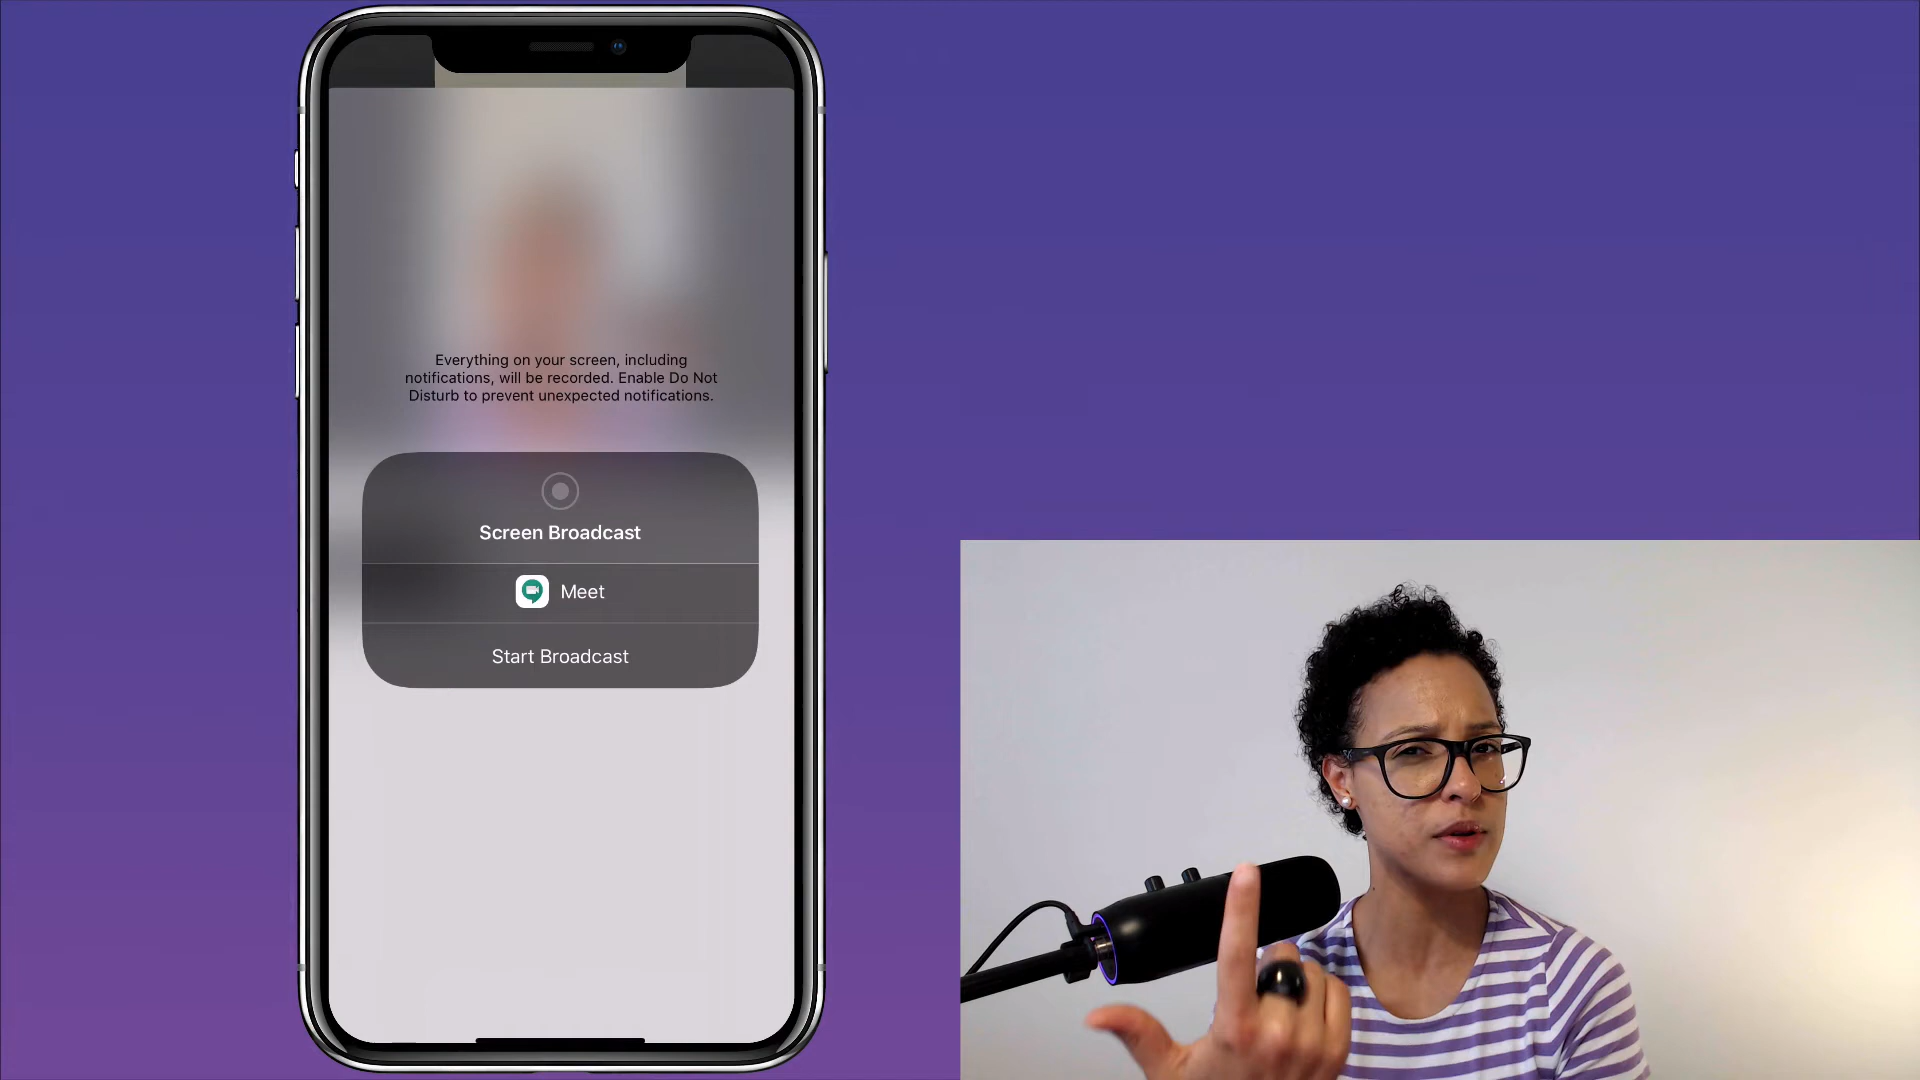 Everything on your screen, including
notifications, will be recorded. Enable Do Not
Disturb to prevent unexpected notifications.
Screen Broadcast
Meet
Start Broadcast